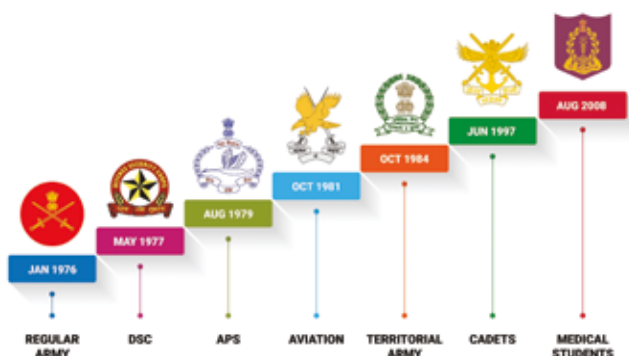 AUG 2008
JUN 1997
OCT 1984
OCT 1981
AUG 1979
MAY 1977
JAN 1976
REGULAR
ARMY
DSC
APS
AVIATION
TERRITORIAL
ARMY
CADETS
MEDICAL
STUDENTS